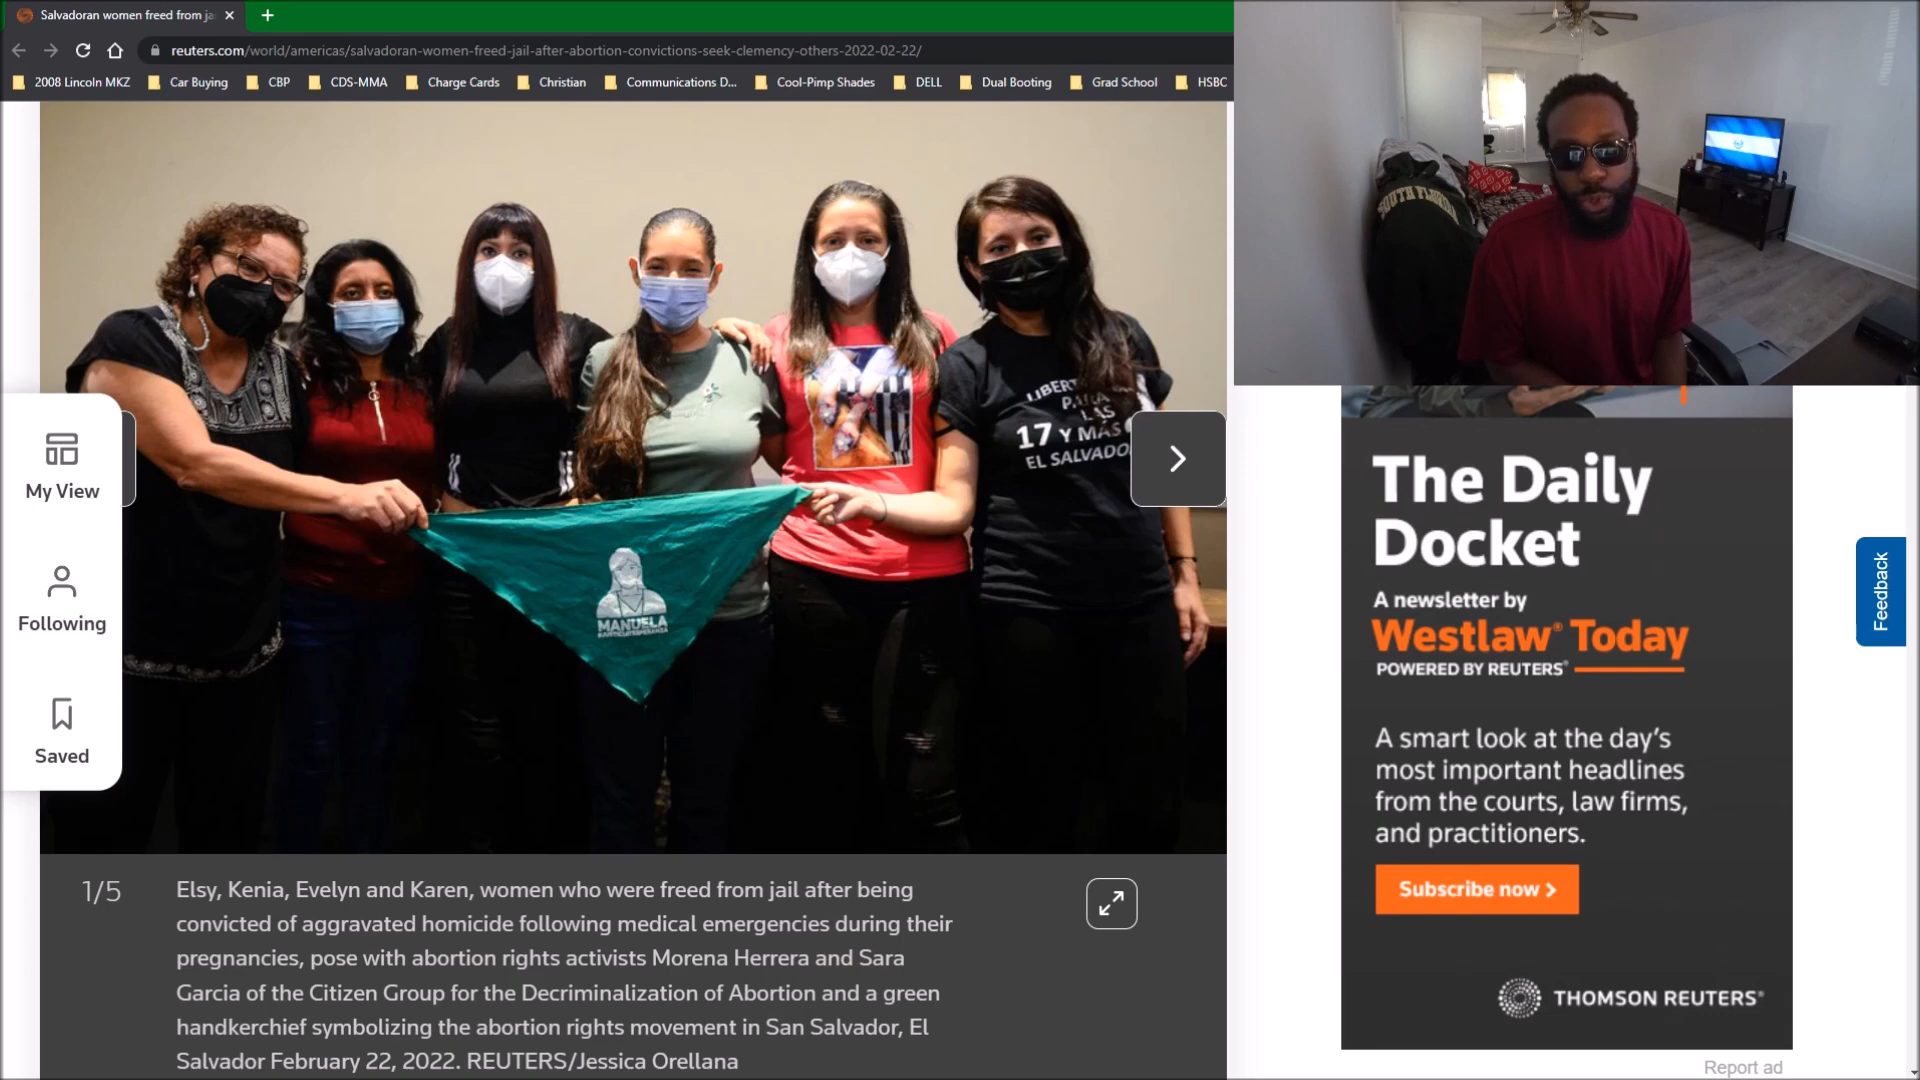 Salvadoran women freed from ja
reuters.com/world/americas/salvadoran-women-freed-jail-after-abortion-convictions-seek-clemency-others-2022-02-22/
2008 Lincoln MKZ
Car Buying
CBP
CDS-MMA
Charge Cards
Christian
Communications D...
Cool-Pimp Shades
DELL
Dual Booting
Grad School
HSBC
SOUTH FLORIDA
LIBERT
PARA
LAS
17 Y MÁS
EL SALVADO
MANUELA
My View
Following
Saved
1/5
Elsy, Kenia, Evelyn and Karen, women who were freed from jail after being
convicted of aggravated homicide following medical emergencies during their
pregnancies, pose with abortion rights activists Morena Herrera and Sara
Garcia of the Citizen Group for the Decriminalization of Abortion and a green
handkerchief symbolizing the abortion rights movement in San Salvador, El
Salvador February 22, 2022. REUTERS/Jessica Orellana
The Daily
Docket
A newsletter by
Westlaw® Today
POWERED BY REUTERS®
A smart look at the day's
most important headlines
from the courts, law firms,
and practitioners.
Subscribe now >
THOMSON REUTERS®
Report ad
Feedback